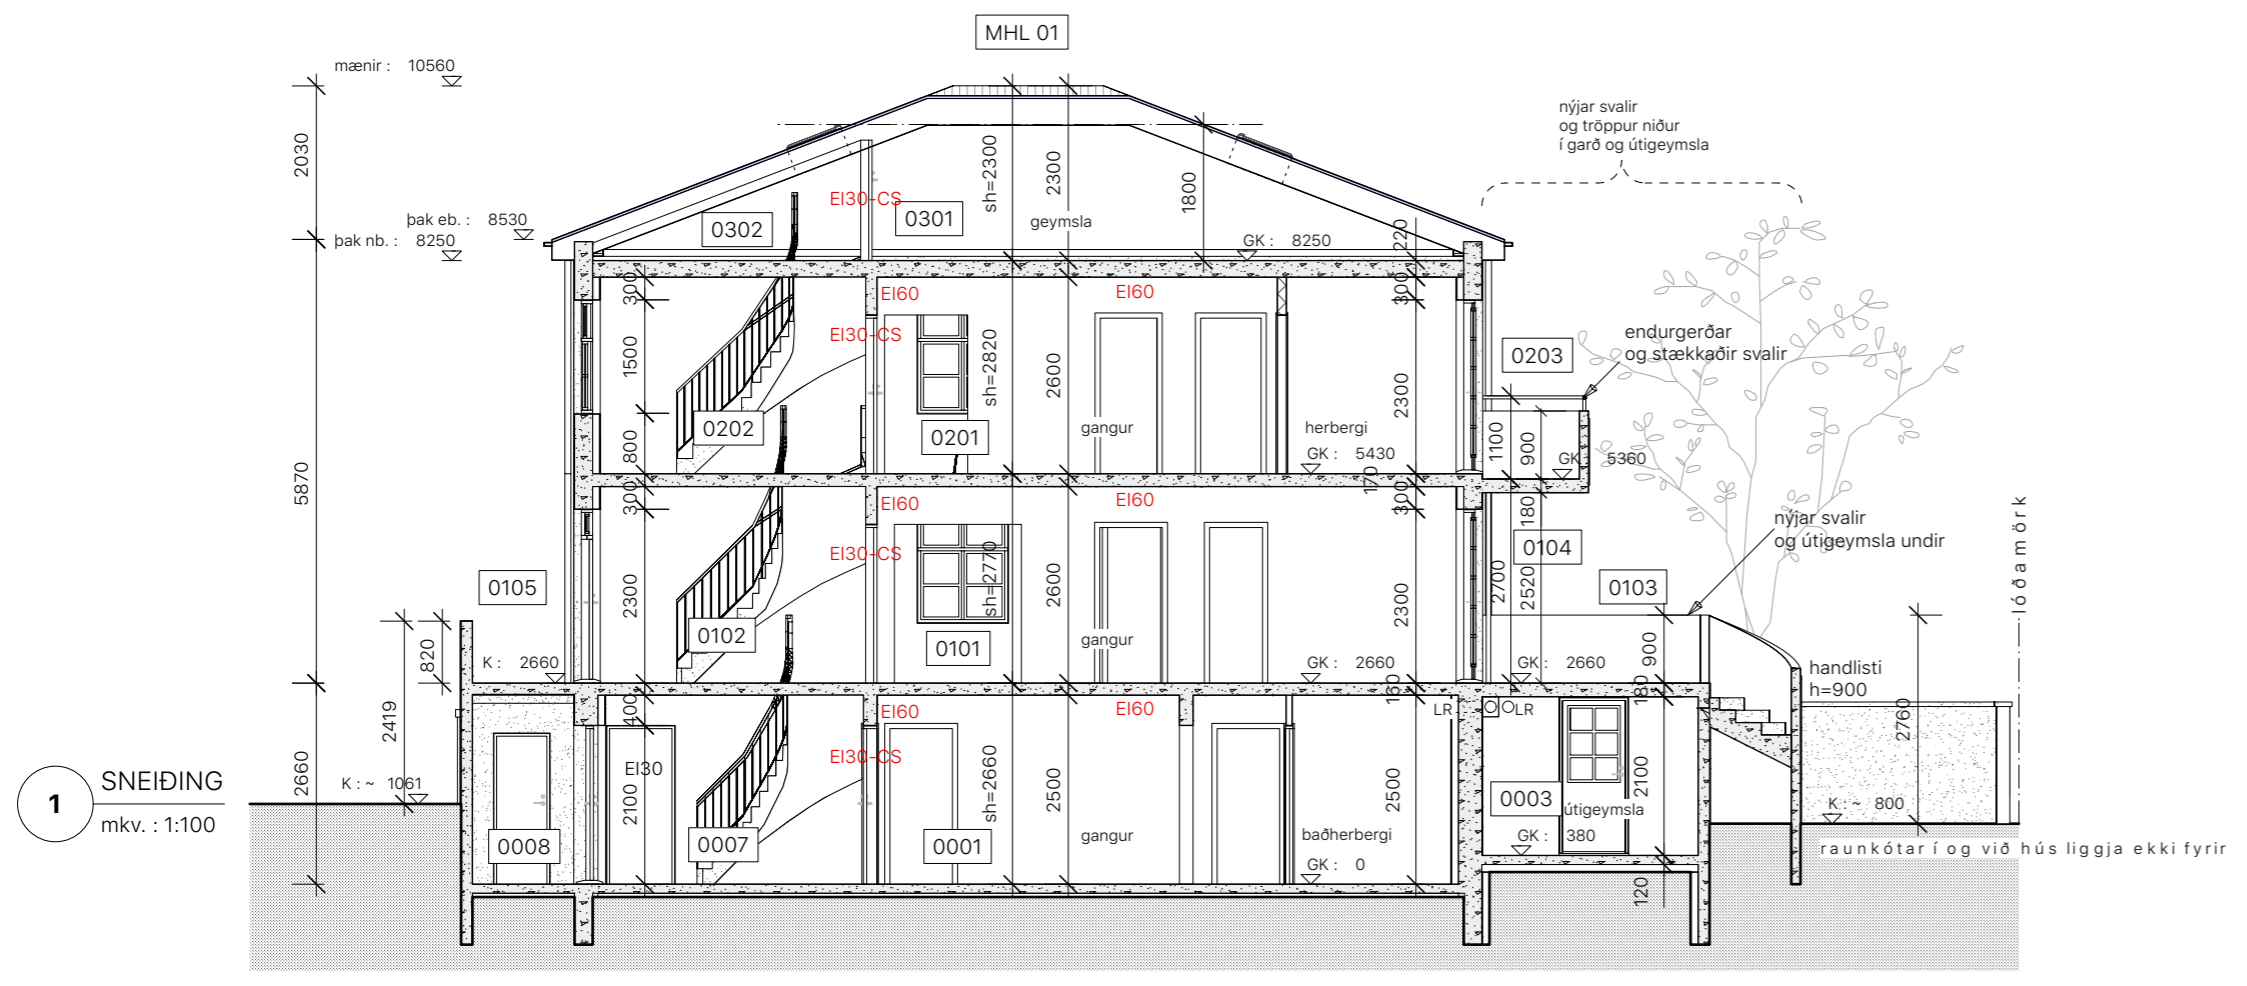 MHL 01
mænir : 10560
þak eb. : 8530
þak nb. : 8250
2030
5870
2660
nýjar svalir
og tröppur niður
í garð og útigeymsla
EI30-CS
0302
0301
sh=2300
2300
geymsla
1800
GK : 8250
220
300
EI60
EI60
300
EI30-CS
1500
sh=2820
2600
2300
0203
endurgerðar
og stækkaðir svalir
0202
0201
gangur
herbergi
800
GK : 5430
170
1100
900
GK : 5360
300
EI60
EI60
300
180
nýjar svalir
og útigeymsla undir
EI30-CS
0104
0105
2300
sh=2770
2600
2300
2700
2520
0103
0102
0101
gangur
820
K : 2660
GK : 2660
GK : 2660
900
handlisti
h=900
lóðamörk
2419
400
EI60
EI60
160
LR
LR
180
2760
EI30
EI30-CS
K : ~ 1061
2100
sh=2660
2500
2500
2100
0003
útigeymsla
K : ~ 800
1
SNEIÐING
mkv. : 1:100
0008
0007
0001
gangur
baðherbergi
GK : 0
GK : 380
120
raunkótar í og við hús liggja ekki fyrir